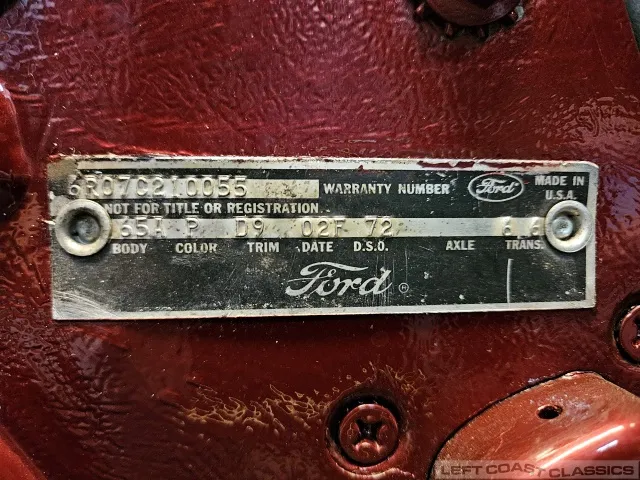 6R07C210055 WARRANTY NUMBER Ford MADE IN
U.S.A.
NOT FOR TITLE OR REGISTRATION
65A P D9 02F 72 6 6
BODY COLOR TRIM DATE D.S.O. AXLE TRANS.
Ford
LEFT COAST CLASSICS